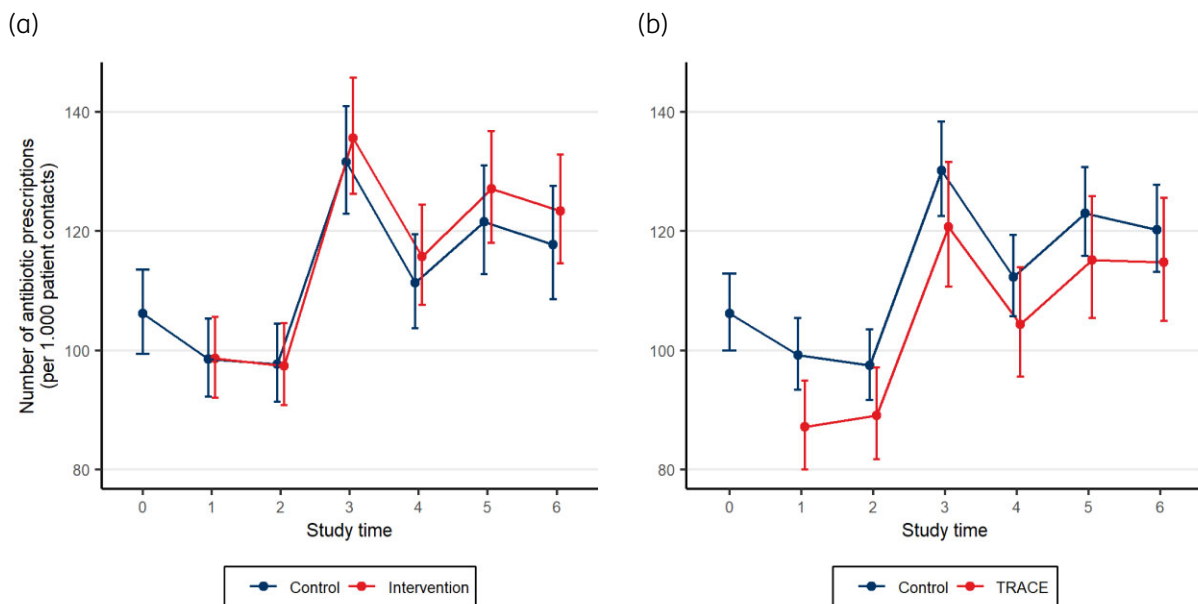 (a)
(b)
Number of antibiotic prescriptions
(per 1.000 patient contacts)
140
120
100
80
0 1 2 3 4 5 6
Study time
Control Intervention
140
120
100
80
0 1 2 3 4 5 6
Study time
Control TRACE